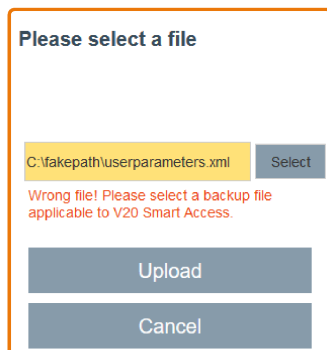 Please select a file
C:\fakepath\userparameters.xml Select
Wrong file! Please select a backup file
applicable to V20 Smart Access.
Upload
Cancel